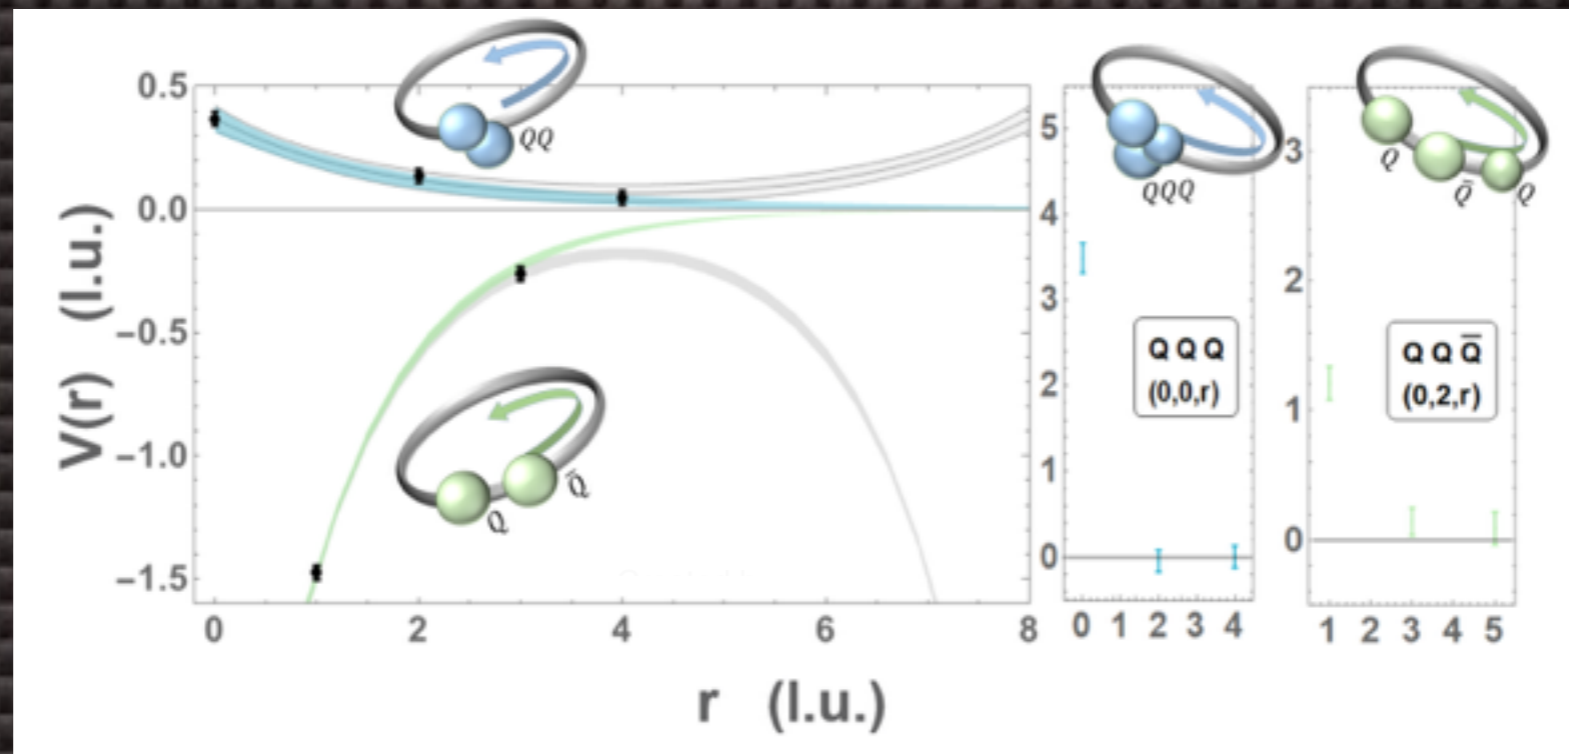 V(r) (l.u.)
0.5
0.0
−0.5
−1.0
−1.5
0 2 4 6 8
r (l.u.)
QQ
Q
Q̄
5
4
3
2
1
0
0 1 2 3 4
QQQ
Q Q Q
(0,0,r)
3
2
1
0
1 2 3 4 5
Q
Q̄
Q
Q Q Q̄
(0,2,r)